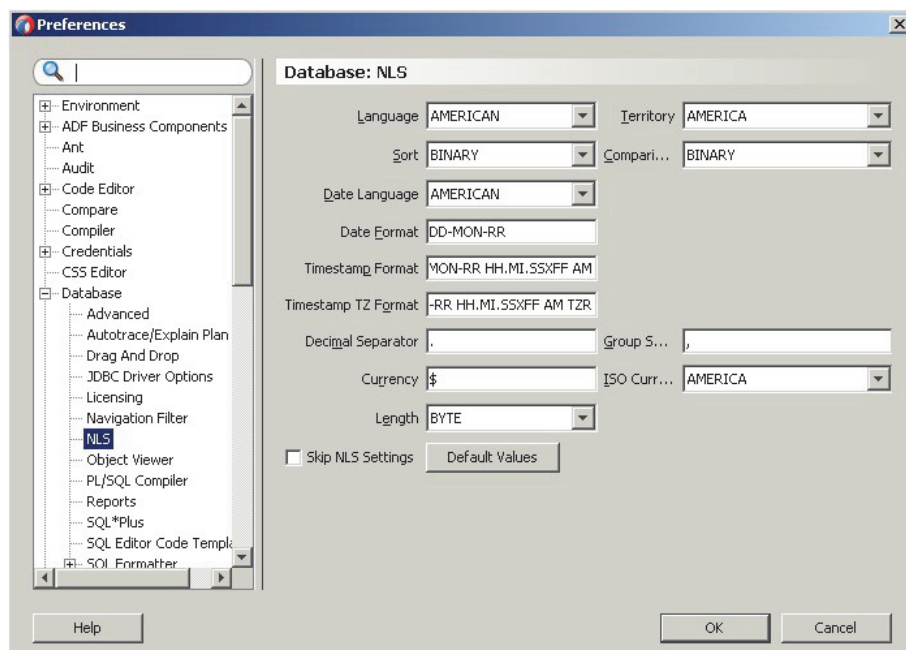 Preferences
Database: NLS
Environment
ADF Business Components
Ant
Audit
Code Editor
Compare
Compiler
Credentials
CSS Editor
Database
Advanced
Autotrace/Explain Plan
Drag And Drop
JDBC Driver Options
Licensing
Navigation Filter
NLS
Object Viewer
PL/SQL Compiler
Reports
SQL*Plus
SQL Editor Code Templa
SQL Formatter
Language AMERICAN Territory AMERICA
Sort BINARY Compari... BINARY
Date Language AMERICAN
Date Format DD-MON-RR
Timestamp Format MON-RR HH.MI.SSXFF AM
Timestamp TZ Format -RR HH.MI.SSXFF AM TZR
Decimal Separator . Group S... ,
Currency $ ISO Curr... AMERICA
Length BYTE
Skip NLS Settings Default Values
Help OK Cancel